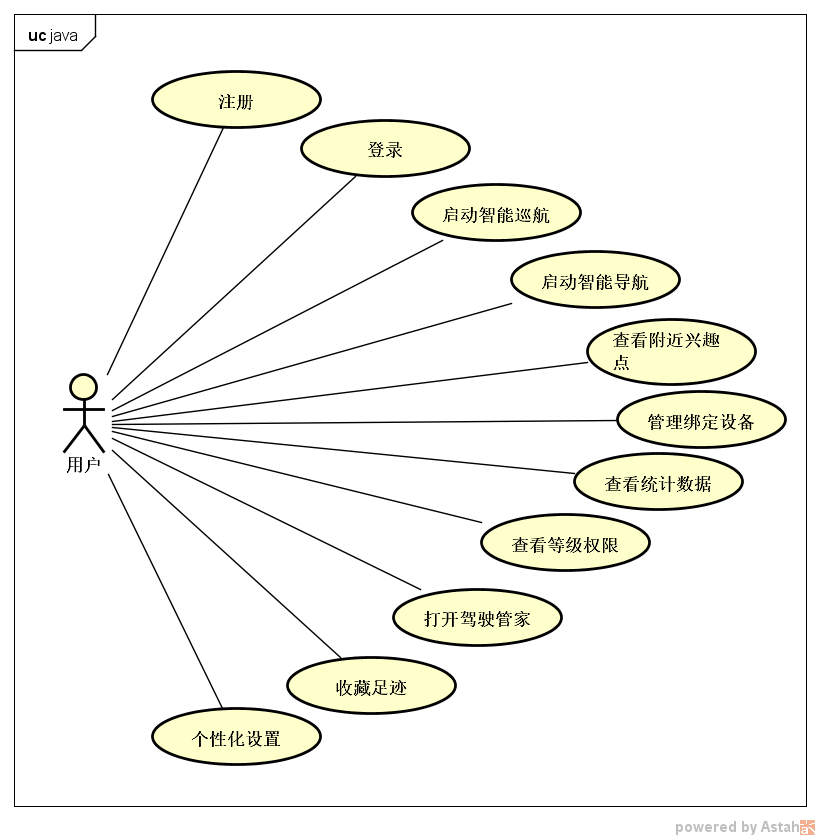 uc java
注册
登录
启动智能巡航
启动智能导航
查看附近兴趣
点
管理绑定设备
用户
查看统计数据
查看等级权限
打开驾驶管家
收藏足迹
个性化设置
powered by Astah